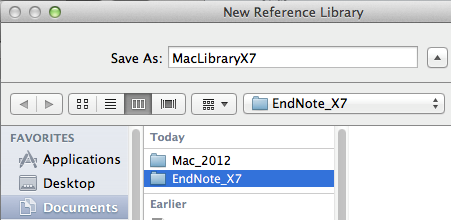 New Reference Library
Save As: MacLibraryX7
EndNote_X7
FAVORITES
Applications
Desktop
Documents
Today
Mac_2012
EndNote_X7
Earlier